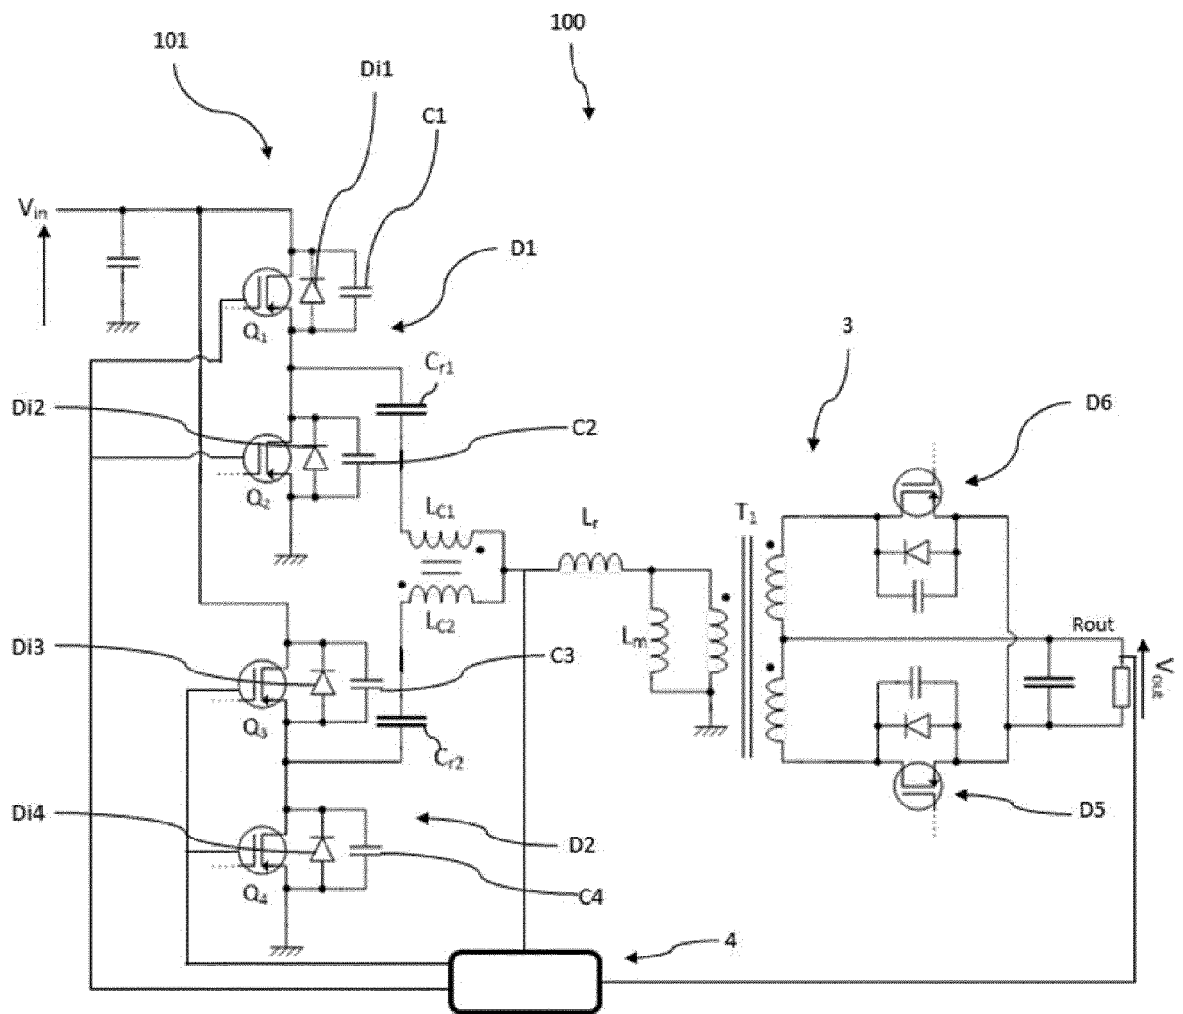 100
101
Di1
C1
Vin
D1
Q1
Cr1
3
Di2
D6
C2
Q2
LC1
Lr
T1
LC2
Lm
Rout
Di3
C3
Vout
Q3
Cr2
D5
Di4
D2
Q4
C4
4